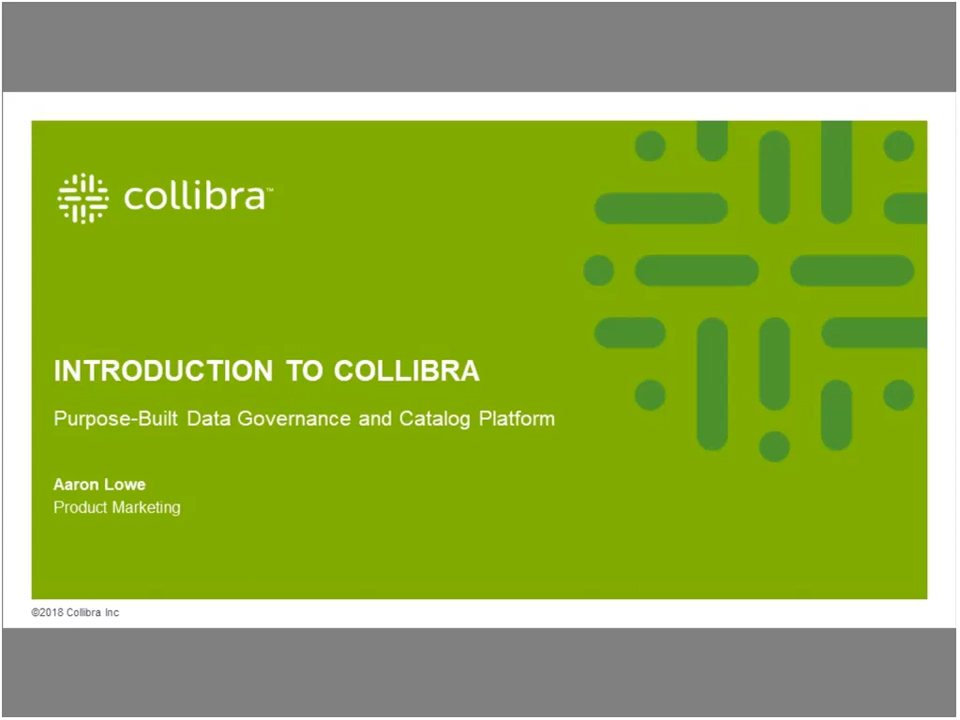 collibra™
INTRODUCTION TO COLLIBRA
Purpose-Built Data Governance and Catalog Platform
Aaron Lowe
Product Marketing
©2018 Collibra Inc